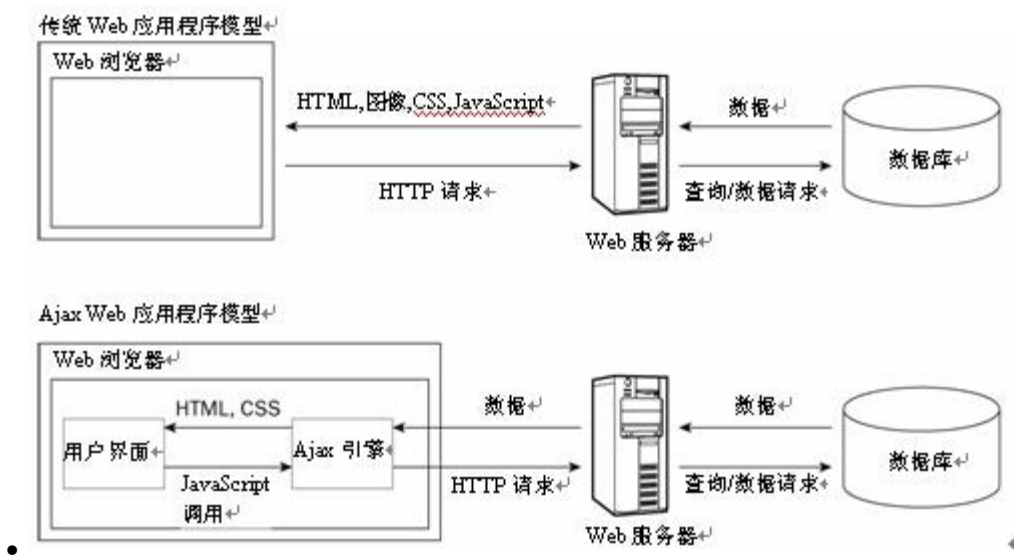 传统 Web 应用程序模型
Web 浏览器
HTML,图像,CSS,JavaScript
HTTP 请求
数据
查询/数据请求
数据库
Web 服务器
Ajax Web 应用程序模型
Web 浏览器
用户界面
HTML, CSS
JavaScript
调用
Ajax 引擎
数据
HTTP 请求
数据
查询/数据请求
数据库
Web 服务器